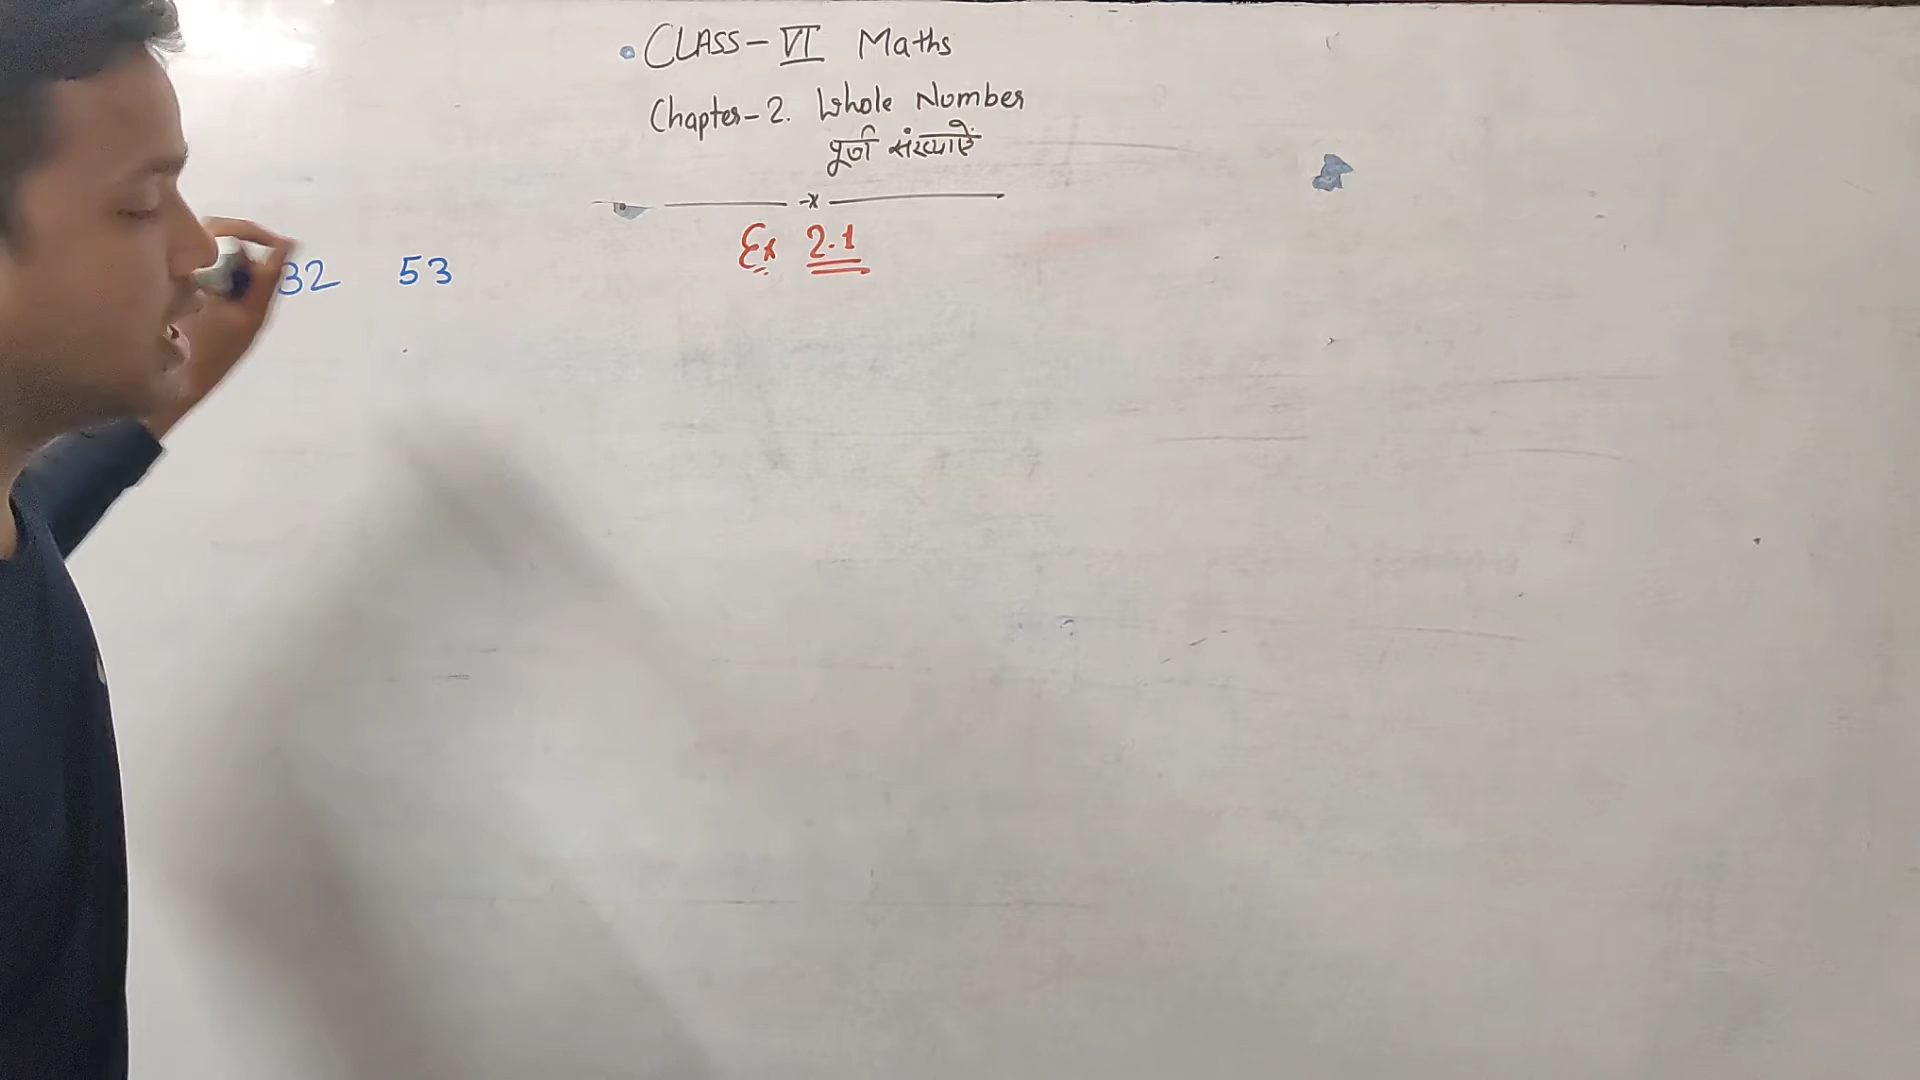 CLASS-VI Maths
Chapter-2. Whole Number
पूर्ण संख्याऐं
Ex 2.1
32 53